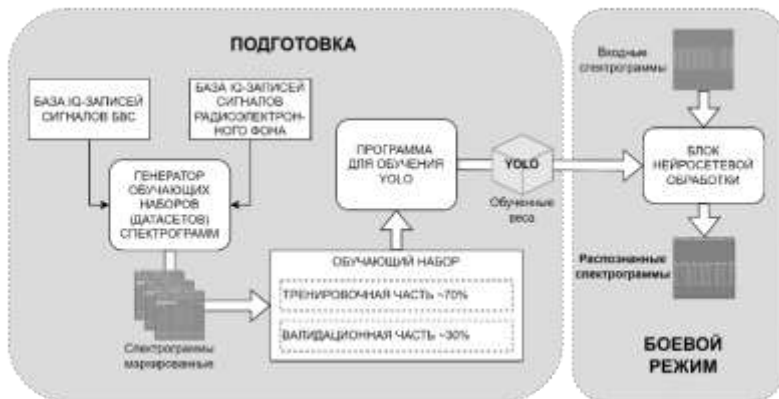 ПОДГОТОВКА
БАЗА IQ-ЗАПИСЕЙ
СИГНАЛОВ БВС
БАЗА IQ-ЗАПИСЕЙ
СИГНАЛОВ
РАДИОЭЛЕКТРОН-
НОГО ФОНА
ГЕНЕРАТОР
ОБУЧАЮЩИХ
НАБОРОВ
(ДАТАСЕТОВ)
СПЕКТРОГРАММ
Спектрограммы
маркированные
ОБУЧАЮЩИЙ НАБОР
ТРЕНИРОВОЧНАЯ ЧАСТЬ ~70%
ВАЛИДАЦИОННАЯ ЧАСТЬ ~30%
ПРОГРАММА
ДЛЯ ОБУЧЕНИЯ
YOLO
YOLO
Обученные
веса
Входные
спектрограммы
БЛОК
НЕЙРОСЕТЕВОЙ
ОБРАБОТКИ
Распознанные
спектрограммы
БОЕВОЙ
РЕЖИМ